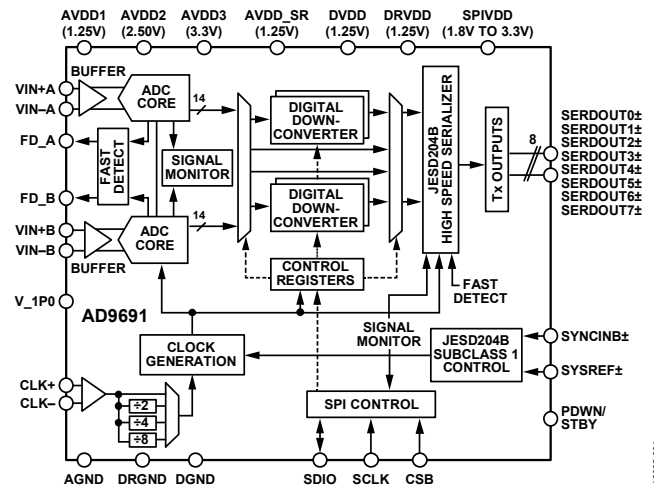 AVDD1 AVDD2 AVDD3 AVDD_SR DVDD DRVDD SPIVDD
(1.25V) (2.50V) (3.3V) (1.25V) (1.25V) (1.25V) (1.8V TO 3.3V)
BUFFER
VIN+A
VIN–A
ADC
CORE
14
FD_A
FAST
DETECT
SIGNAL
MONITOR
FD_B
VIN+B
VIN–B
ADC
CORE
14
BUFFER
DIGITAL
DOWN-
CONVERTER
DIGITAL
DOWN-
CONVERTER
JESD204B
HIGH SPEED SERIALIZER
Tx OUTPUTS
8
SERDOUT0±
SERDOUT1±
SERDOUT2±
SERDOUT3±
SERDOUT4±
SERDOUT5±
SERDOUT6±
SERDOUT7±
CONTROL
REGISTERS
FAST
DETECT
V_1P0
AD9691
CLOCK
GENERATION
SIGNAL
MONITOR
JESD204B
SUBCLASS 1
CONTROL
SYNCINB±
SYSREF±
CLK+
CLK–
÷2
÷4
÷8
SPI CONTROL
PDWN/
STBY
AGND DRGND DGND SDIO SCLK CSB